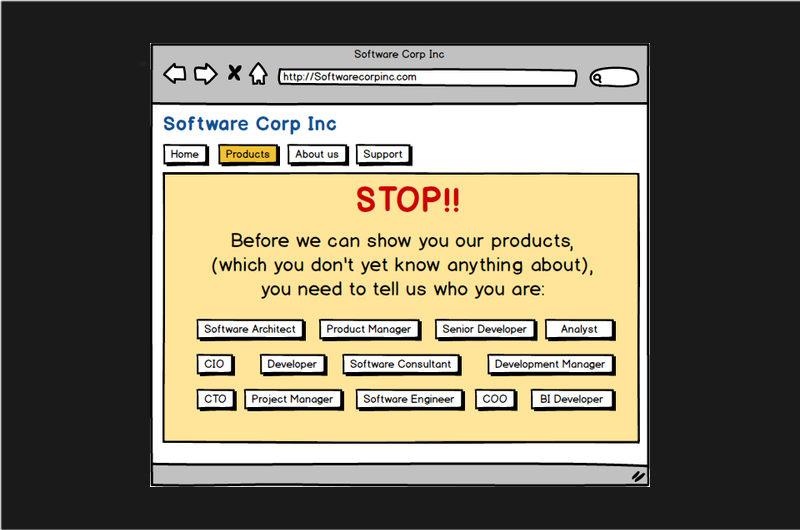 Software Corp Inc
http://Softwarecorpinc.com
Software Corp Inc
Home Products About us Support
STOP!!
Before we can show you our products,
(which you don't yet know anything about),
you need to tell us who you are:
Software Architect Product Manager Senior Developer Analyst
CIO Developer Software Consultant Development Manager
CTO Project Manager Software Engineer COO BI Developer